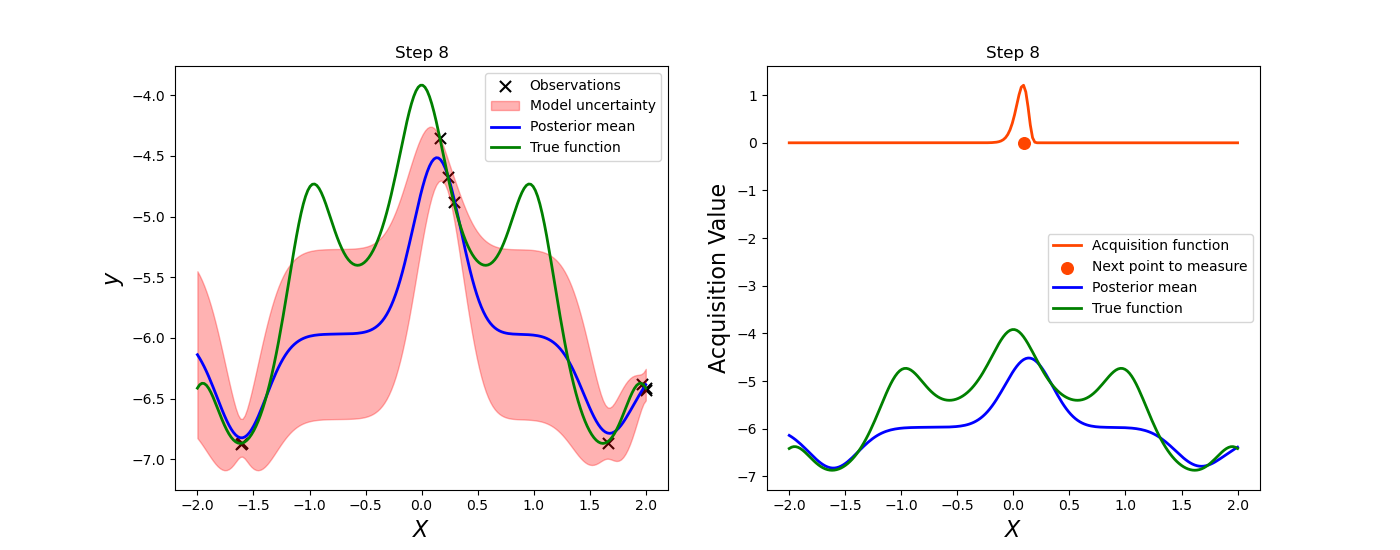 Step 8
−4.0
−4.5
−5.0
−5.5
−6.0
−6.5
−7.0
y
−2.0 −1.5 −1.0 −0.5 0.0 0.5 1.0 1.5 2.0
X
Observations
Model uncertainty
Posterior mean
True function
Step 8
1
0
−1
−2
−3
−4
−5
−6
−7
Acquisition Value
−2.0 −1.5 −1.0 −0.5 0.0 0.5 1.0 1.5 2.0
X
Acquisition function
Next point to measure
Posterior mean
True function